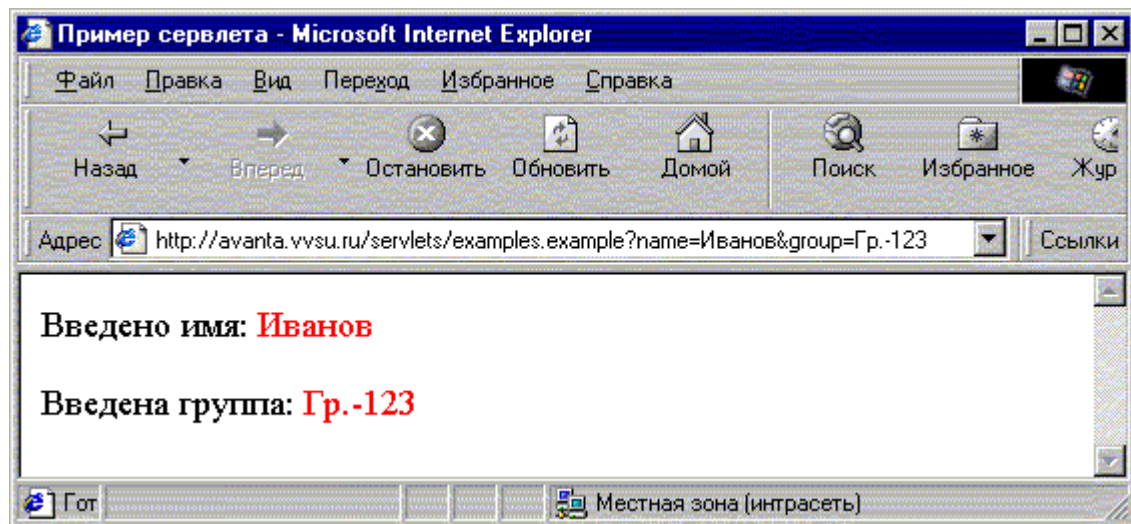 Пример сервлета - Microsoft Internet Explorer
Файл Правка Вид Переход Избранное Справка
Назад Вперед Остановить Обновить Домой Поиск Избранное Жур
Адрес http://avanta.vvsu.ru/servlets/examples.example?name=Иванов&group=Гр.-123 Ссылки
Введено имя: Иванов
Введена группа: Гр.-123
Гот Местная зона (интрасеть)